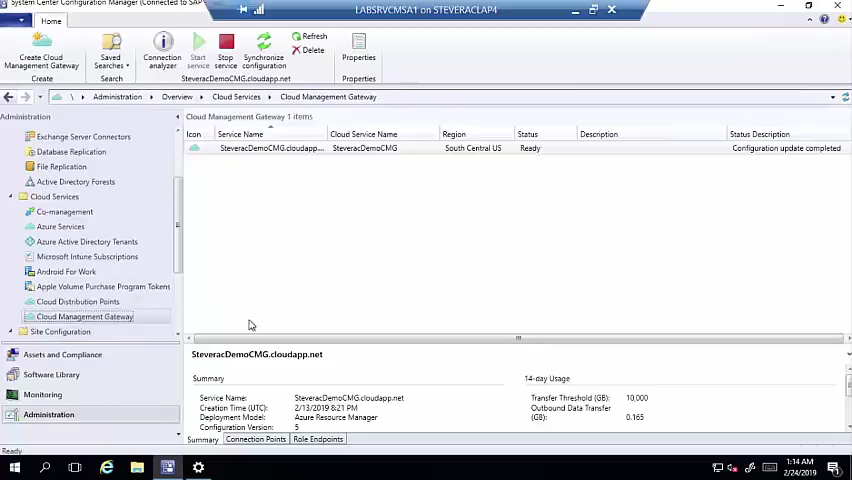 System Center Configuration Manager (Connected to SAP
LABSRVCMSA1 on STEVERACLAP4
Home
Create Cloud
Management Gateway
Saved
Searches
Connection
analyzer
Start
service
Stop
service
Synchronize
configuration
Refresh
Delete
Properties
Create
Search
SteveracDemoCMG.cloudapp.net
Properties
\ Administration Overview Cloud Services Cloud Management Gateway
Administration
Exchange Server Connectors
Database Replication
File Replication
Active Directory Forests
Cloud Services
Co-management
Azure Services
Azure Active Directory Tenants
Microsoft Intune Subscriptions
Android For Work
Apple Volume Purchase Program Tokens
Cloud Distribution Points
Cloud Management Gateway
Site Configuration
Assets and Compliance
Software Library
Monitoring
Administration
Cloud Management Gateway 1 items
Icon Service Name Cloud Service Name Region Status Description Status Description
SteveracDemoCMG.cloudapp... SteveracDemoCMG South Central US Ready Configuration update completed
SteveracDemoCMG.cloudapp.net
Summary
Service Name: SteveracDemoCMG.cloudapp.net
Creation Time (UTC): 2/13/2019 8:21 PM
Deployment Model: Azure Resource Manager
Configuration Version: 5
14-day Usage
Transfer Threshold (GB): 10,000
Outbound Data Transfer
(GB): 0.165
Summary Connection Points Role Endpoints
Ready
1:14 AM
2/24/2019